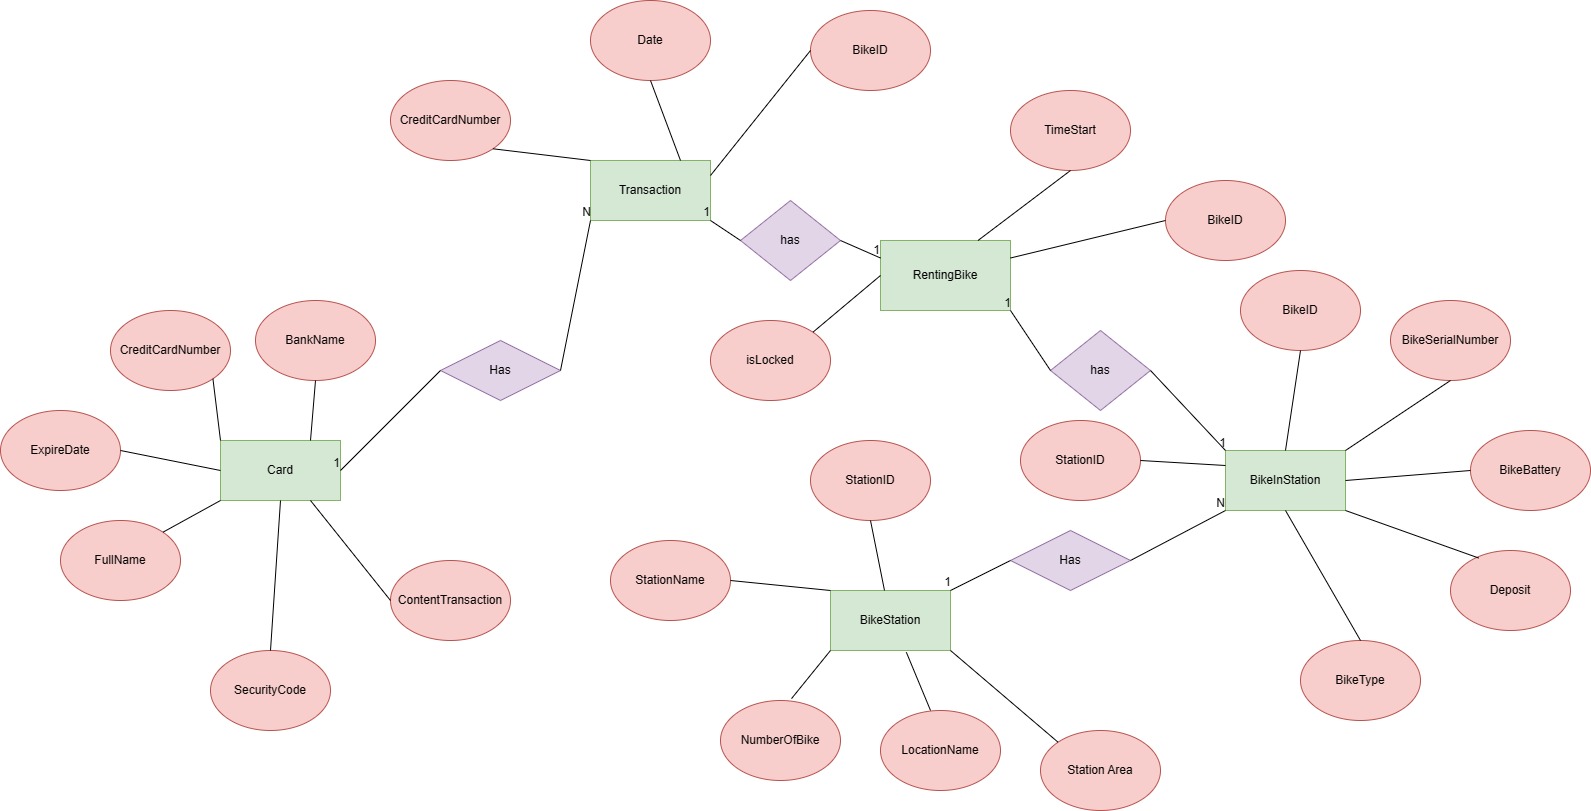 Date
BikeID
CreditCardNumber
TimeStart
Transaction
N
1
BikeID
has
1
RentingBike
1
BikeID
isLocked
BikeSerialNumber
CreditCardNumber
BankName
Has
has
ExpireDate
Card
1
1
StationID
BikeInStation
BikeBattery
N
StationID
FullName
StationName
1
Has
ContentTransaction
BikeStation
Deposit
SecurityCode
BikeType
NumberOfBike
LocationName
Station Area